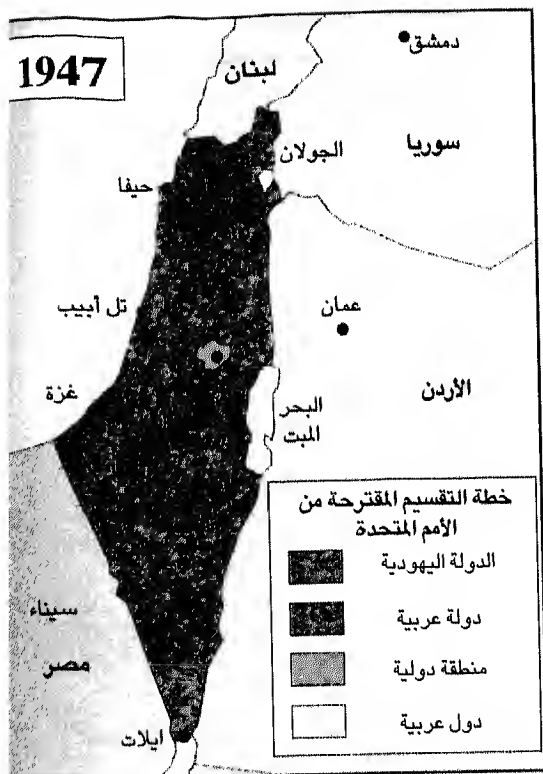 1947
لبنان
دمشق
سوريا
الجولان
حيفا
تل أبيب
عمان
غزة
البحر
المبت
الأردن
خطة التقسيم المقترحة من
الأمم المتحدة
الدولة اليهودية
دولة عربية
منطقة دولية
دول عربية
سيناء
مصر
ايلات